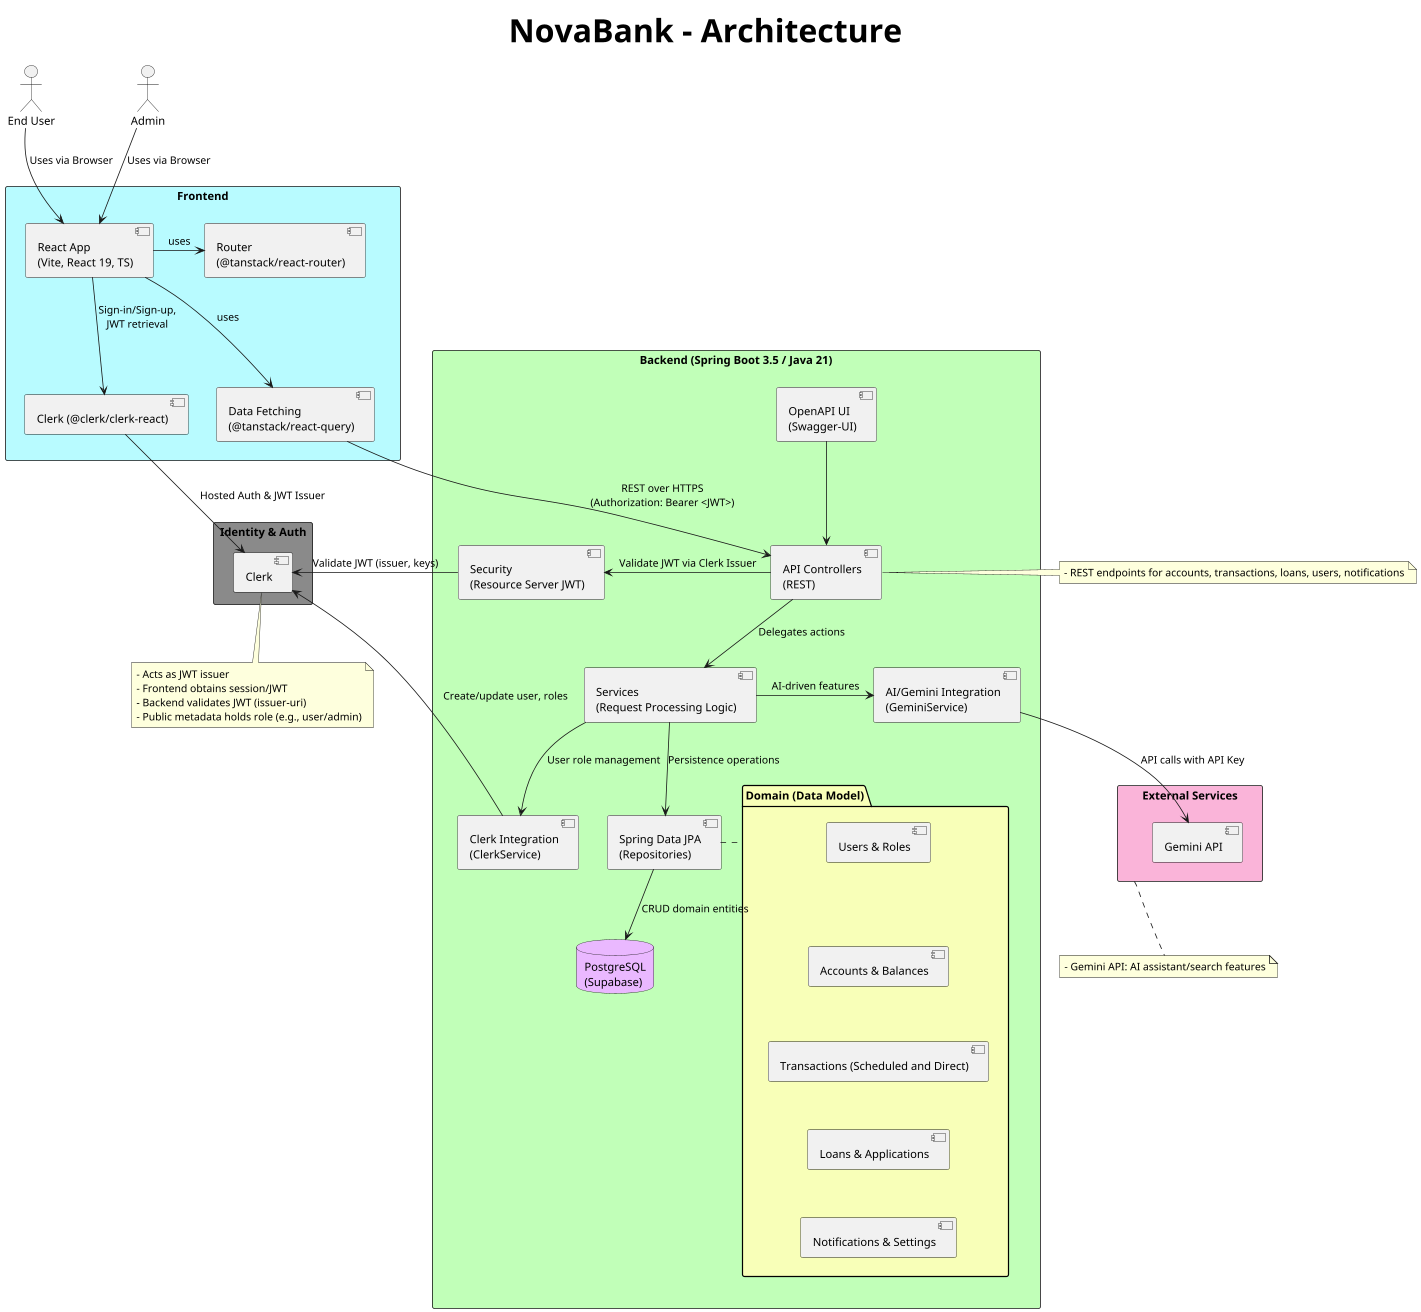 NovaBank - Architecture
End User
Admin
Uses via Browser
Uses via Browser
Frontend
React App
(Vite, React 19, TS)
uses
Router
(@tanstack/react-router)
Sign-in/Sign-up,
JWT retrieval
uses
Clerk (@clerk/clerk-react)
Data Fetching
(@tanstack/react-query)
Backend (Spring Boot 3.5 / Java 21)
OpenAPI UI
(Swagger-UI)
REST over HTTPS
(Authorization: Bearer <JWT>)
Hosted Auth & JWT Issuer
Identity & Auth
Clerk
Validate JWT (issuer, keys)
Security
(Resource Server JWT)
Validate JWT via Clerk Issuer
API Controllers
(REST)
- REST endpoints for accounts, transactions, loans, users, notifications
Delegates actions
- Acts as JWT issuer
- Frontend obtains session/JWT
- Backend validates JWT (issuer-uri)
- Public metadata holds role (e.g., user/admin)
Create/update user, roles
Services
(Request Processing Logic)
AI-driven features
AI/Gemini Integration
(GeminiService)
User role management
Persistence operations
API calls with API Key
Clerk Integration
(ClerkService)
Spring Data JPA
(Repositories)
Domain (Data Model)
Users & Roles
External Services
Gemini API
CRUD domain entities
PostgreSQL
(Supabase)
Accounts & Balances
- Gemini API: AI assistant/search features
Transactions (Scheduled and Direct)
Loans & Applications
Notifications & Settings